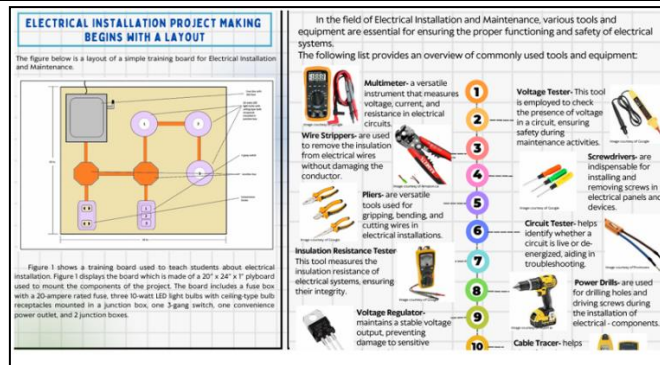 ELECTRICAL INSTALLATION PROJECT MAKING
BEGINS WITH A LAYOUT
The figure below is a layout of a simple training board for Electrical Installation
and Maintenance.
Figure 1 shows a training board used to teach students about electrical
installation. Figure 1 displays the board which is made of a 20" x 24" x 1" plyboard
used to mount the components of the project. The board includes a fuse box
with a 20-ampere rated fuse, three 10-watt LED light bulbs with ceiling-type bulb
receptacles mounted in a junction box, one 3-gang switch, one convenience
power outlet, and 2 junction boxes.
In the field of Electrical Installation and Maintenance, various tools and
equipment are essential for ensuring the proper functioning and safety of electrical
systems.
The following list provides an overview of commonly used tools and equipment:
1
Multimeter- a versatile
instrument that measures
voltage, current, and
resistance in electrical
circuits.
2
Voltage Tester- This tool
is employed to check
the presence of voltage
in a circuit, ensuring
safety during
maintenance activities.
3
Wire Strippers- are used
to remove the insulation
from electrical wires
without damaging the
conductor.
4
Screwdrivers- are
indispensable for
installing and
removing screws in
electrical panels and
devices.
5
Pliers- are versatile
tools used for
gripping, bending, and
cutting wires in
electrical installations.
6
Circuit Tester- helps
identify whether a
circuit is live or de-
energized, aiding in
troubleshooting.
7
Insulation Resistance Tester
This tool measures the
insulation resistance of
electrical systems, ensuring
their integrity.
8
Power Drills- are used
for drilling holes and
driving screws during
the installation of
electrical - components.
9
Voltage Regulator-
maintains a stable voltage
output, preventing
damage to sensitive
10
Cable Tracer- helps